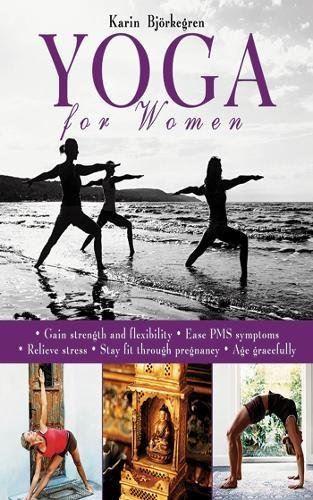 Karin Björkegren
YOGA
for Women
• Gain strength and flexibility • Ease PMS symptoms
• Relieve stress • Stay fit through pregnancy • Age gracefully